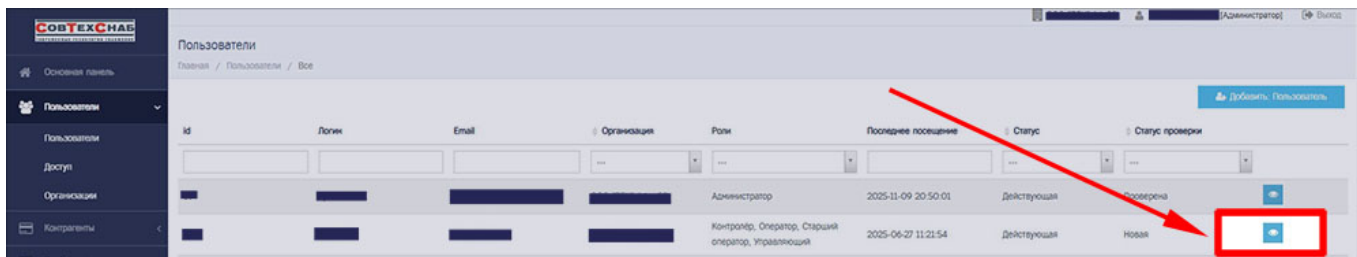 СОВТЕХСНАБ
[Администратор] Выход
Пользователи
Главная / Пользователи / Все
Основная панель
Пользователи
Добавить: Пользователь
Пользователи
Доступ
Организации
Контрагенты
Id Логин Email Организация Роли Последнее посещение Статус Статус проверки
--- --- --- ---
Администратор 2025-11-09 20:50:01 Действующая Проверена
Контролёр, Оператор, Старший
оператор, Управляющий 2025-06-27 11:21:54 Действующая Новая